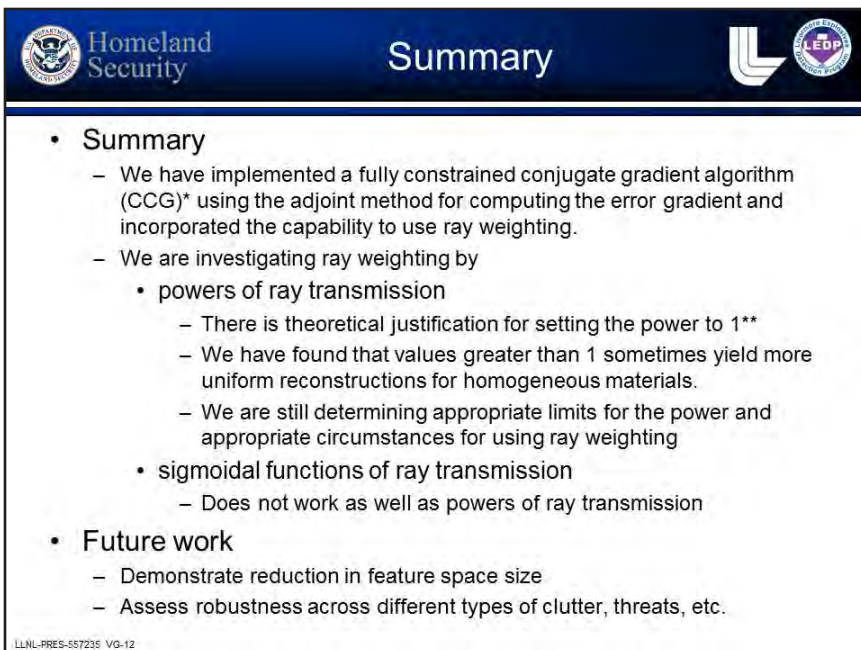 Homeland
Security
Summary
LEDP
• Summary
– We have implemented a fully constrained conjugate gradient algorithm
(CCG)* using the adjoint method for computing the error gradient and
incorporated the capability to use ray weighting.
– We are investigating ray weighting by
• powers of ray transmission
– There is theoretical justification for setting the power to 1**
– We have found that values greater than 1 sometimes yield more
uniform reconstructions for homogeneous materials.
– We are still determining appropriate limits for the power and
appropriate circumstances for using ray weighting
• sigmoidal functions of ray transmission
– Does not work as well as powers of ray transmission
• Future work
– Demonstrate reduction in feature space size
– Assess robustness across different types of clutter, threats, etc.
LLNL-PRES-557235 VG-12